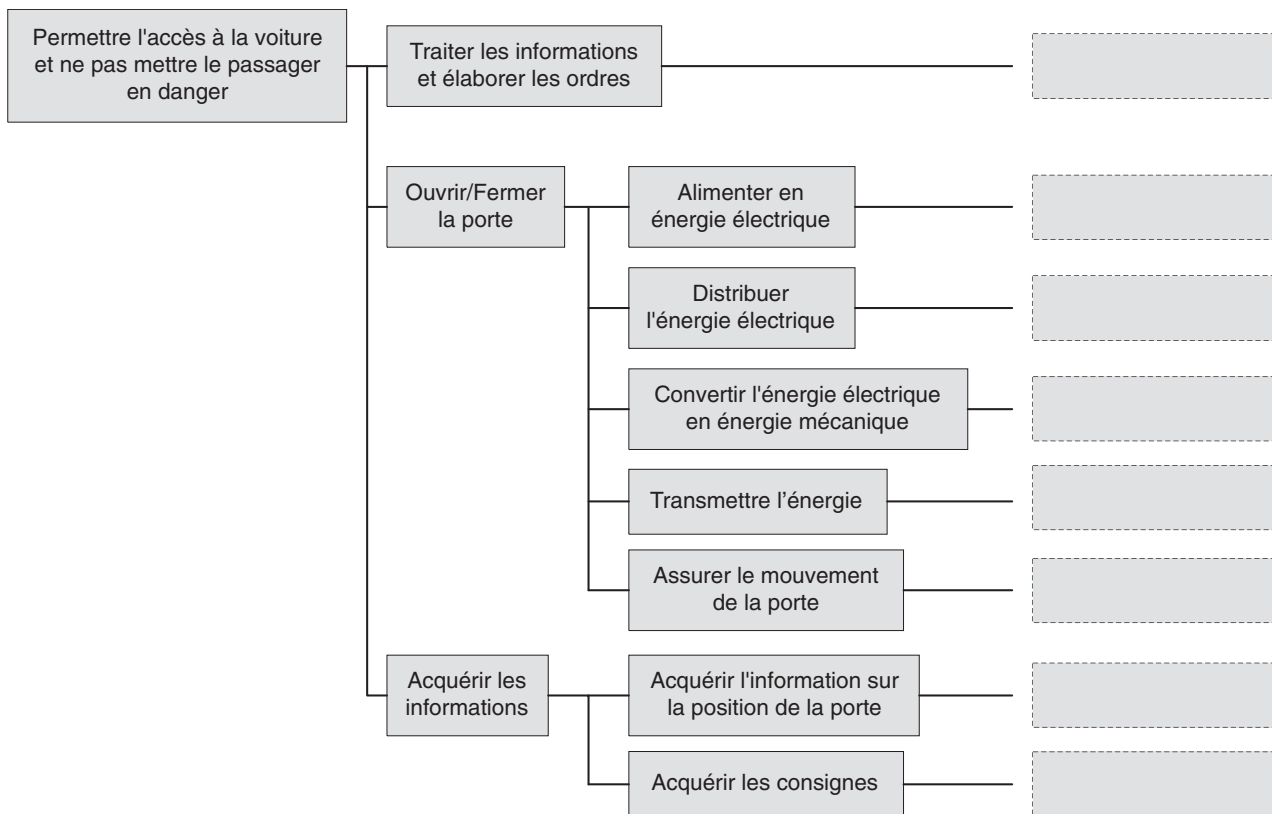 Permettre l'accès à la voiture
et ne pas mettre le passager
en danger
Traiter les informations
et élaborer les ordres
Ouvrir/Fermer
la porte
Alimenter en
énergie électrique
Distribuer
l'énergie électrique
Convertir l'énergie électrique
en énergie mécanique
Transmettre l’énergie
Assurer le mouvement
de la porte
Acquérir les
informations
Acquérir l'information sur
la position de la porte
Acquérir les consignes